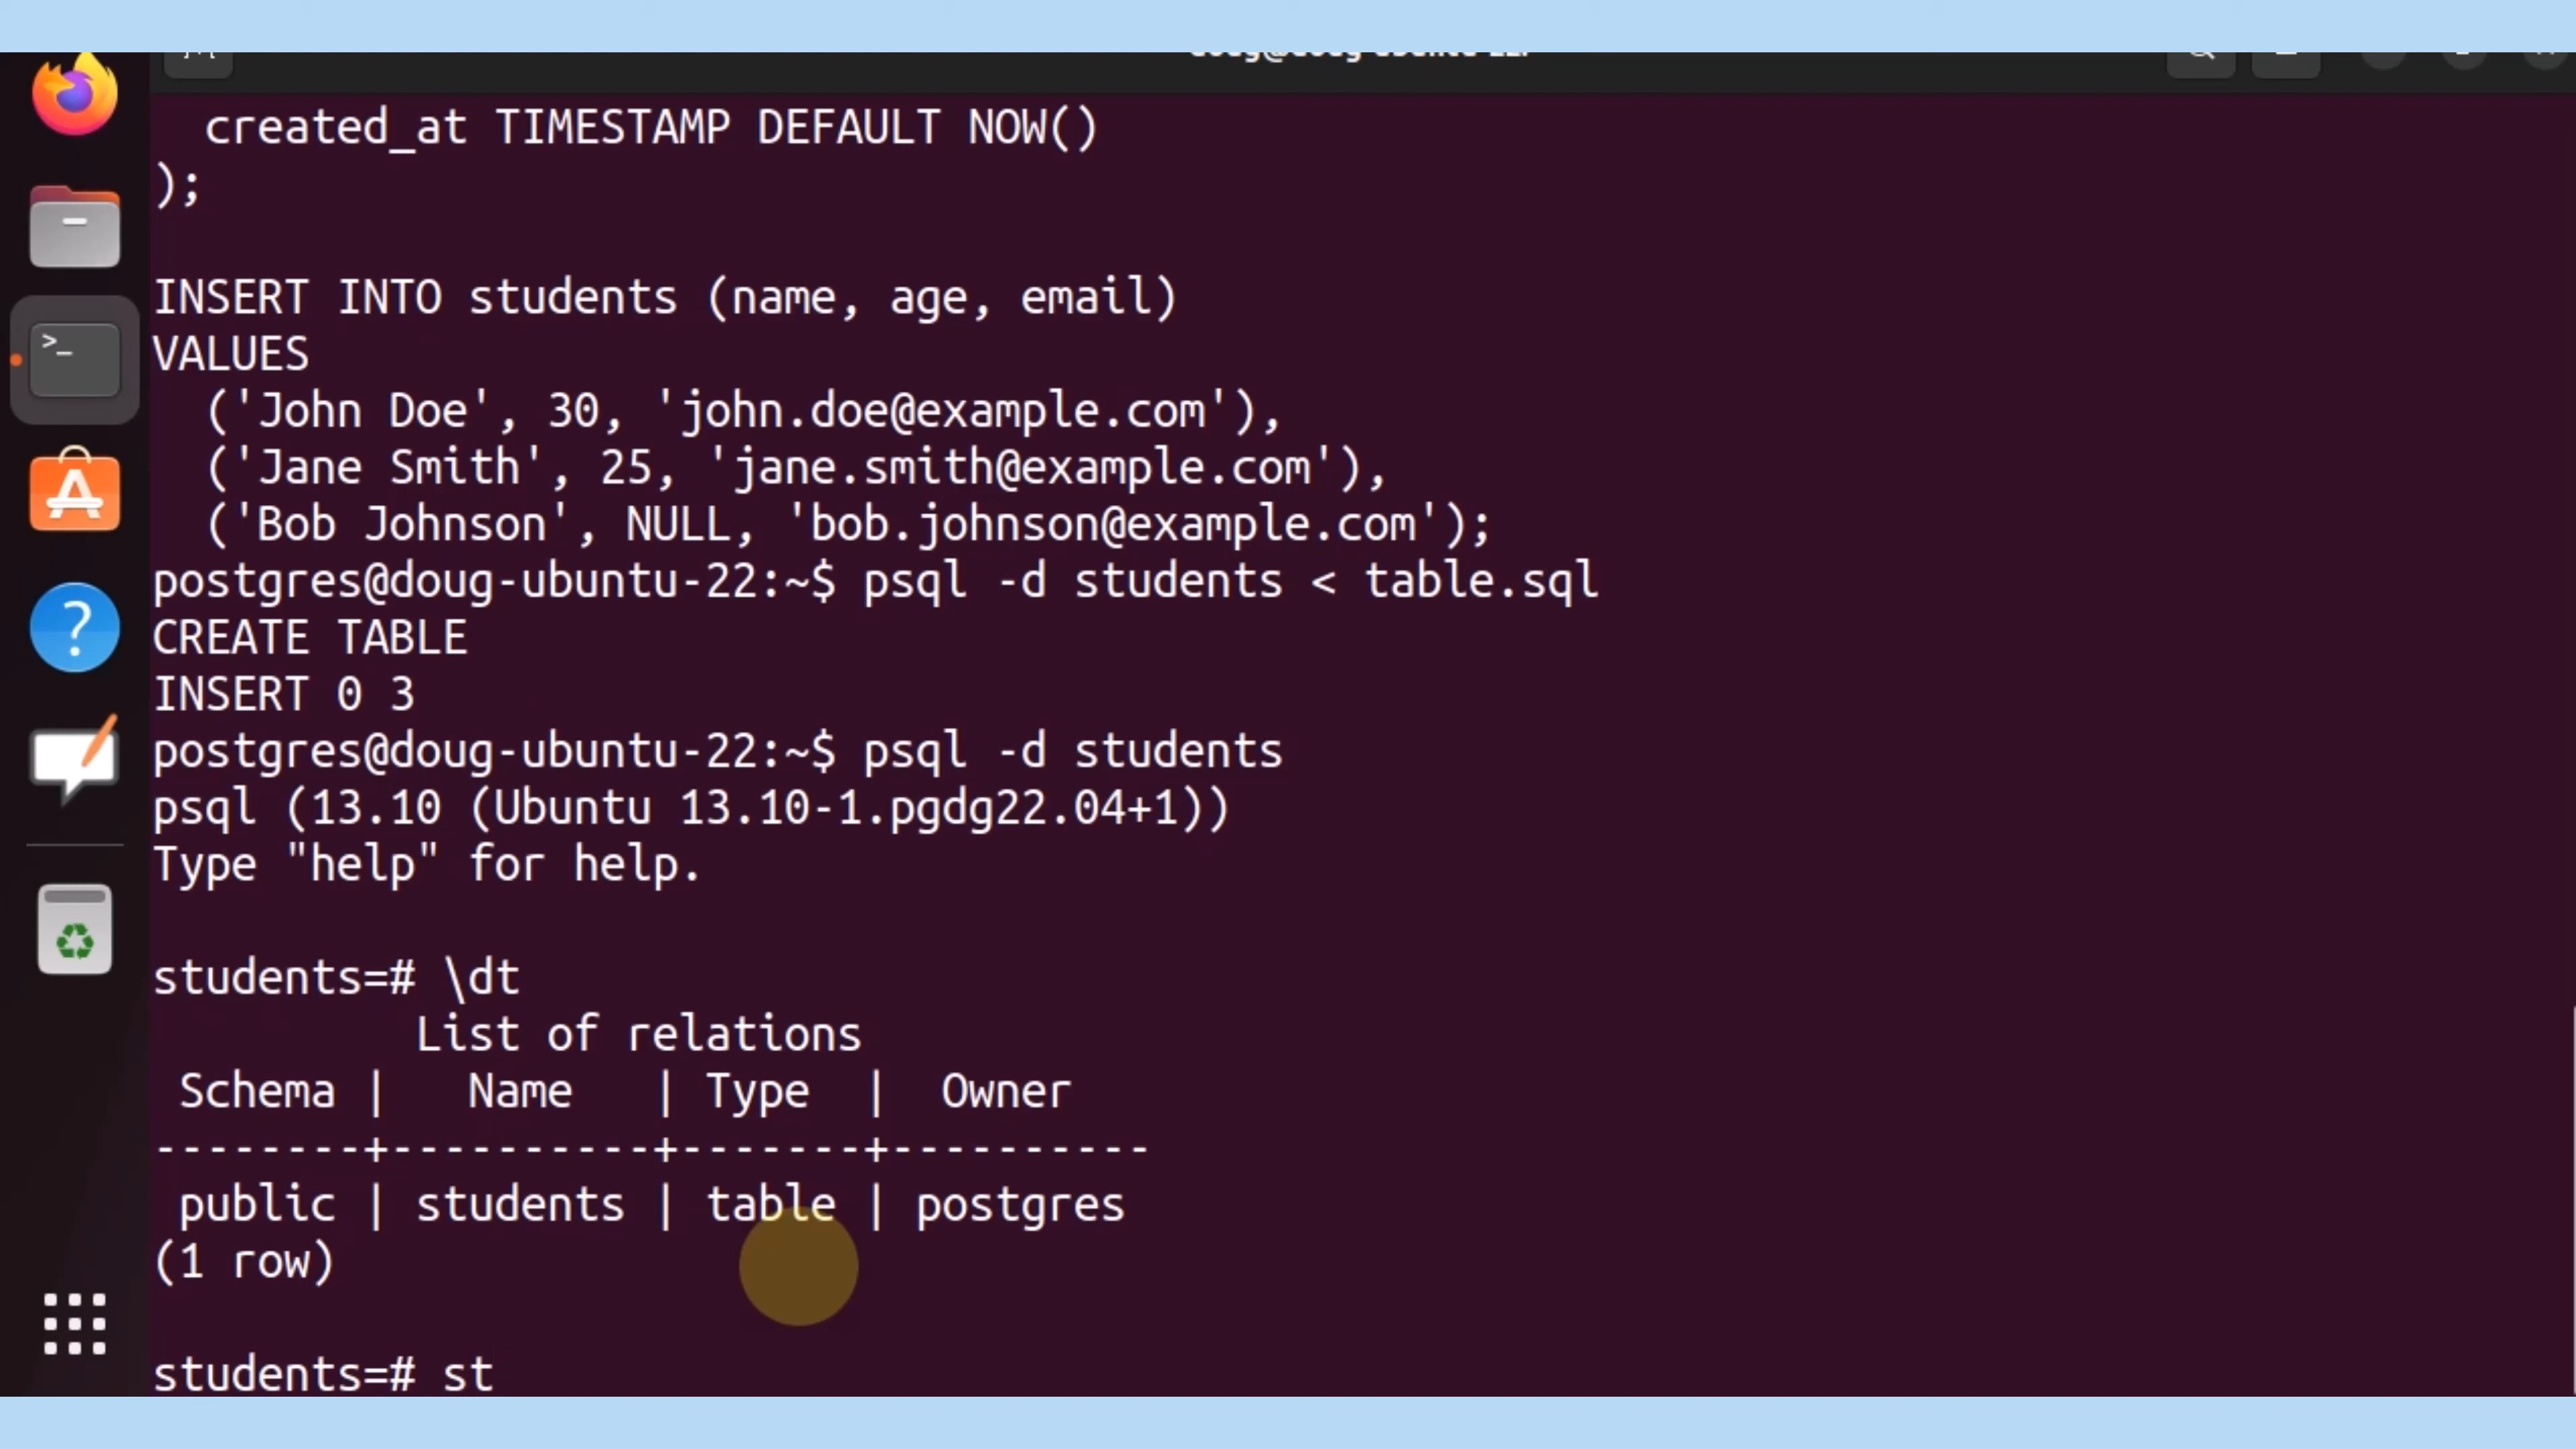 created_at TIMESTAMP DEFAULT NOW()
);
INSERT INTO students (name, age, email)
VALUES
('John Doe', 30, 'john.doe@example.com'),
('Jane Smith', 25, 'jane.smith@example.com'),
('Bob Johnson', NULL, 'bob.johnson@example.com');
postgres@doug-ubuntu-22:~$ psql -d students < table.sql
CREATE TABLE
INSERT 0 3
postgres@doug-ubuntu-22:~$ psql -d students
psql (13.10 (Ubuntu 13.10-1.pgdg22.04+1))
Type "help" for help.
students=# \dt
List of relations
Schema | Name | Type | Owner
--------+----------+-------+----------
public | students | table | postgres
(1 row)
students=# st